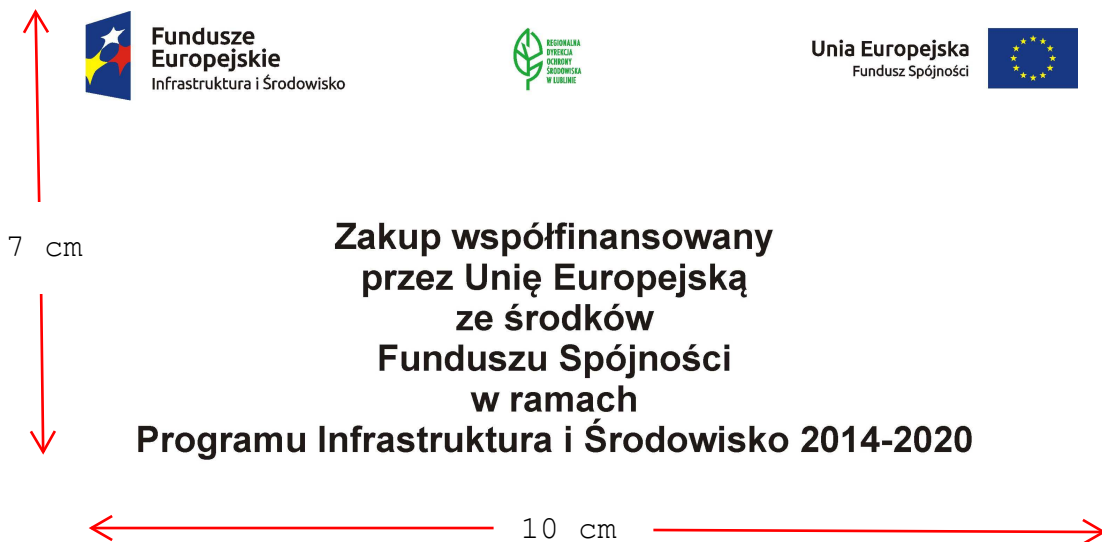 Fundusze
Europejskie
Infrastruktura i Środowisko
REGIONALNA
DYREKCJA
OCHRONY
ŚRODOWISKA
W LUBLINIE
Unia Europejska
Fundusz Spójności
7 cm
Zakup współfinansowany
przez Unię Europejską
ze środków
Funduszu Spójności
w ramach
Programu Infrastruktura i Środowisko 2014-2020
10 cm